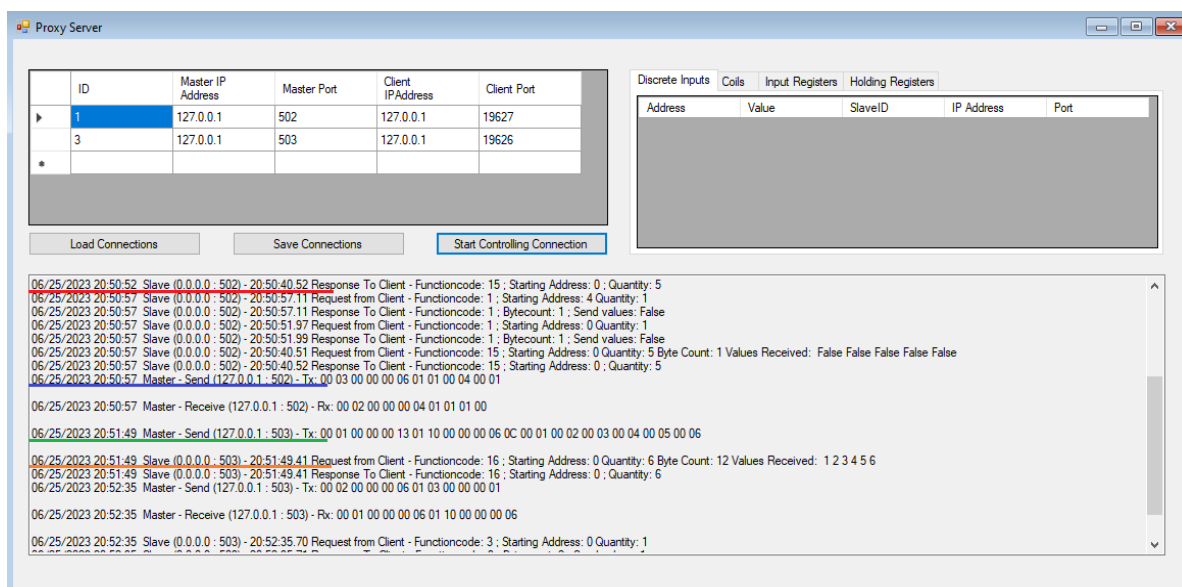 Proxy Server
ID Master IP Address Master Port Client IPAddress Client Port
1 127.0.0.1 502 127.0.0.1 19627
3 127.0.0.1 503 127.0.0.1 19626
Load Connections Save Connections Start Controlling Connection
Discrete Inputs Coils Input Registers Holding Registers
Address Value SlaveID IP Address Port
06/25/2023 20:50:52 Slave (0.0.0.0 : 502) - 20:50:40.52 Response To Client - Functioncode: 15 ; Starting Address: 0 ; Quantity: 5
06/25/2023 20:50:57 Slave (0.0.0.0 : 502) - 20:50:57.11 Request from Client - Functioncode: 1 ; Starting Address: 4 Quantity: 1
06/25/2023 20:50:57 Slave (0.0.0.0 : 502) - 20:50:57.11 Response To Client - Functioncode: 1 ; Bytecount: 1 ; Send values: False
06/25/2023 20:50:57 Slave (0.0.0.0 : 502) - 20:50:51.97 Request from Client - Functioncode: 1 ; Starting Address: 0 Quantity: 1
06/25/2023 20:50:57 Slave (0.0.0.0 : 502) - 20:50:51.99 Response To Client - Functioncode: 1 ; Bytecount: 1 ; Send values: False
06/25/2023 20:50:57 Slave (0.0.0.0 : 502) - 20:50:40.51 Request from Client - Functioncode: 15 ; Starting Address: 0 Quantity: 5 Byte Count: 1 Values Received: False False False False False
06/25/2023 20:50:57 Slave (0.0.0.0 : 502) - 20:50:40.52 Response To Client - Functioncode: 15 ; Starting Address: 0 ; Quantity: 5
06/25/2023 20:50:57 Master - Send (127.0.0.1 : 502) - Tx: 00 03 00 00 00 06 01 01 00 04 00 01
06/25/2023 20:50:57 Master - Receive (127.0.0.1 : 502) - Rx: 00 02 00 00 00 04 01 01 01 00
06/25/2023 20:51:49 Master - Send (127.0.0.1 : 503) - Tx: 00 01 00 00 00 13 01 10 00 00 00 06 0C 00 01 00 02 00 03 00 04 00 05 00 06
06/25/2023 20:51:49 Slave (0.0.0.0 : 503) - 20:51:49.41 Request from Client - Functioncode: 16 ; Starting Address: 0 Quantity: 6 Byte Count: 12 Values Received: 1 2 3 4 5 6
06/25/2023 20:51:49 Slave (0.0.0.0 : 503) - 20:51:49.41 Response To Client - Functioncode: 16 ; Starting Address: 0 ; Quantity: 6
06/25/2023 20:52:35 Master - Send (127.0.0.1 : 503) - Tx: 00 02 00 00 00 06 01 03 00 00 00 01
06/25/2023 20:52:35 Master - Receive (127.0.0.1 : 503) - Rx: 00 01 00 00 00 06 01 10 00 00 00 06
06/25/2023 20:52:35 Slave (0.0.0.0 : 503) - 20:52:35.70 Request from Client - Functioncode: 3 ; Starting Address: 0 Quantity: 1